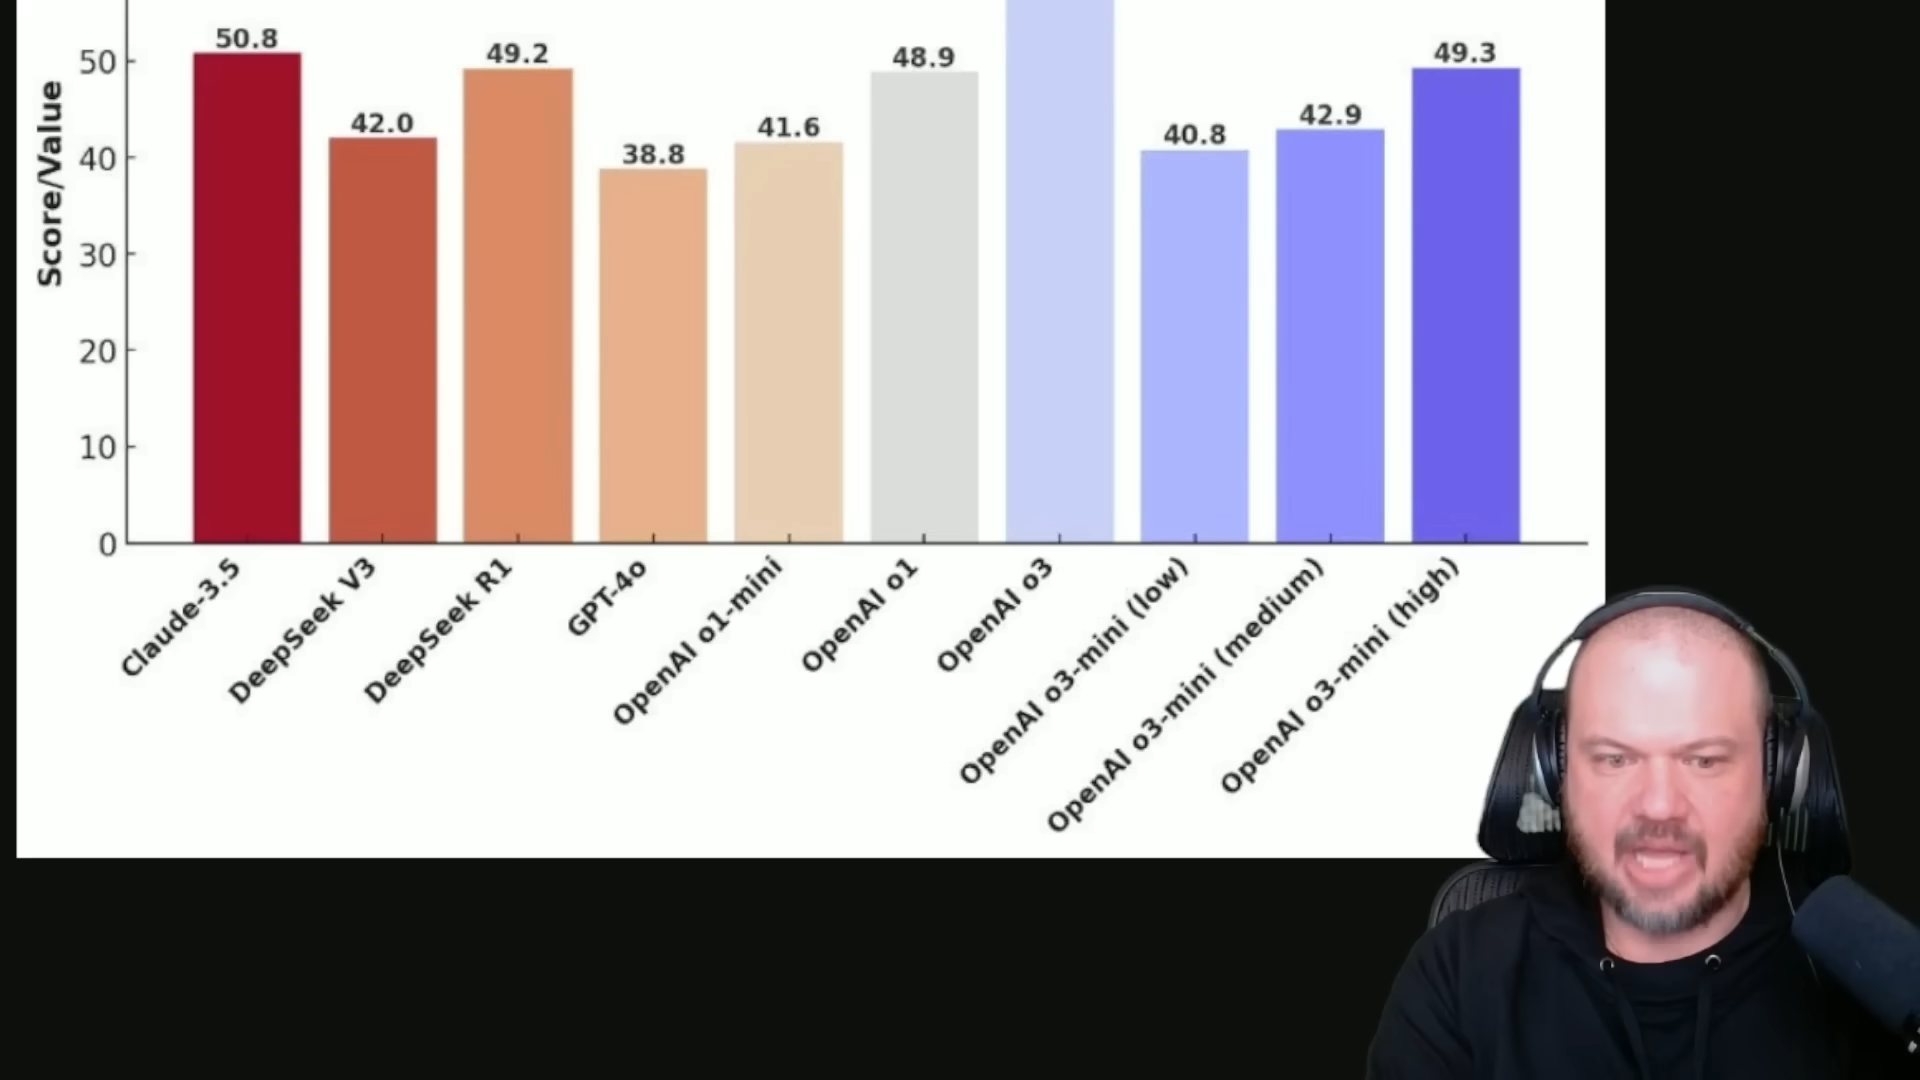 50.8
49.2
49.3
50
48.9
42.0
42.9
41.6
40.8
38.8
40
Score/Value
30
20
10
0
Claude-3.5
DeepSeek V3
DeepSeek R1
GPT-4o
OpenAI o1-mini
OpenAI o1
OpenAI o3
OpenAI o3-mini (low)
OpenAI o3-mini (medium)
OpenAI o3-mini (high)